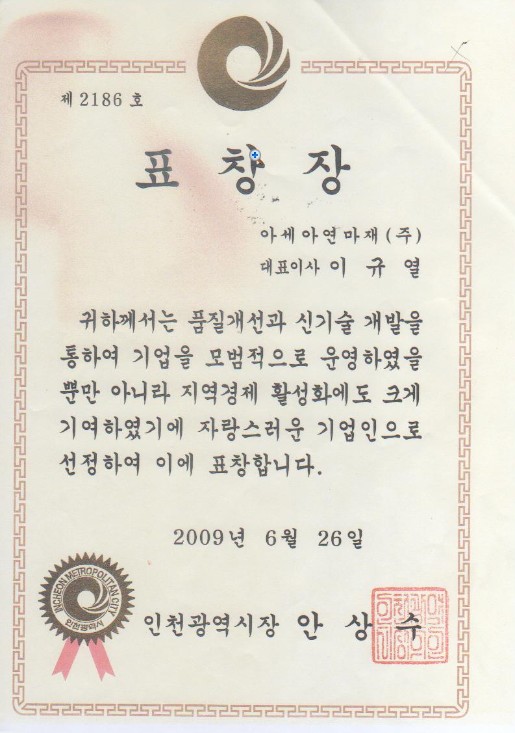 제 2186 호
표 창 장
아세아연마재(주)
대표이사 이 규 열
귀하께서는 품질개선과 신기술 개발을
통하여 기업을 모범적으로 운영하였을
뿐만 아니라 지역경제 활성화에도 크게
기여하였기에 자랑스러운 기업인으로
선정하여 이에 표창합니다.
2009년 6월 26일
INCHEON METROPOLITAN CITY
인천광역시
인천광역시장 안 상 수